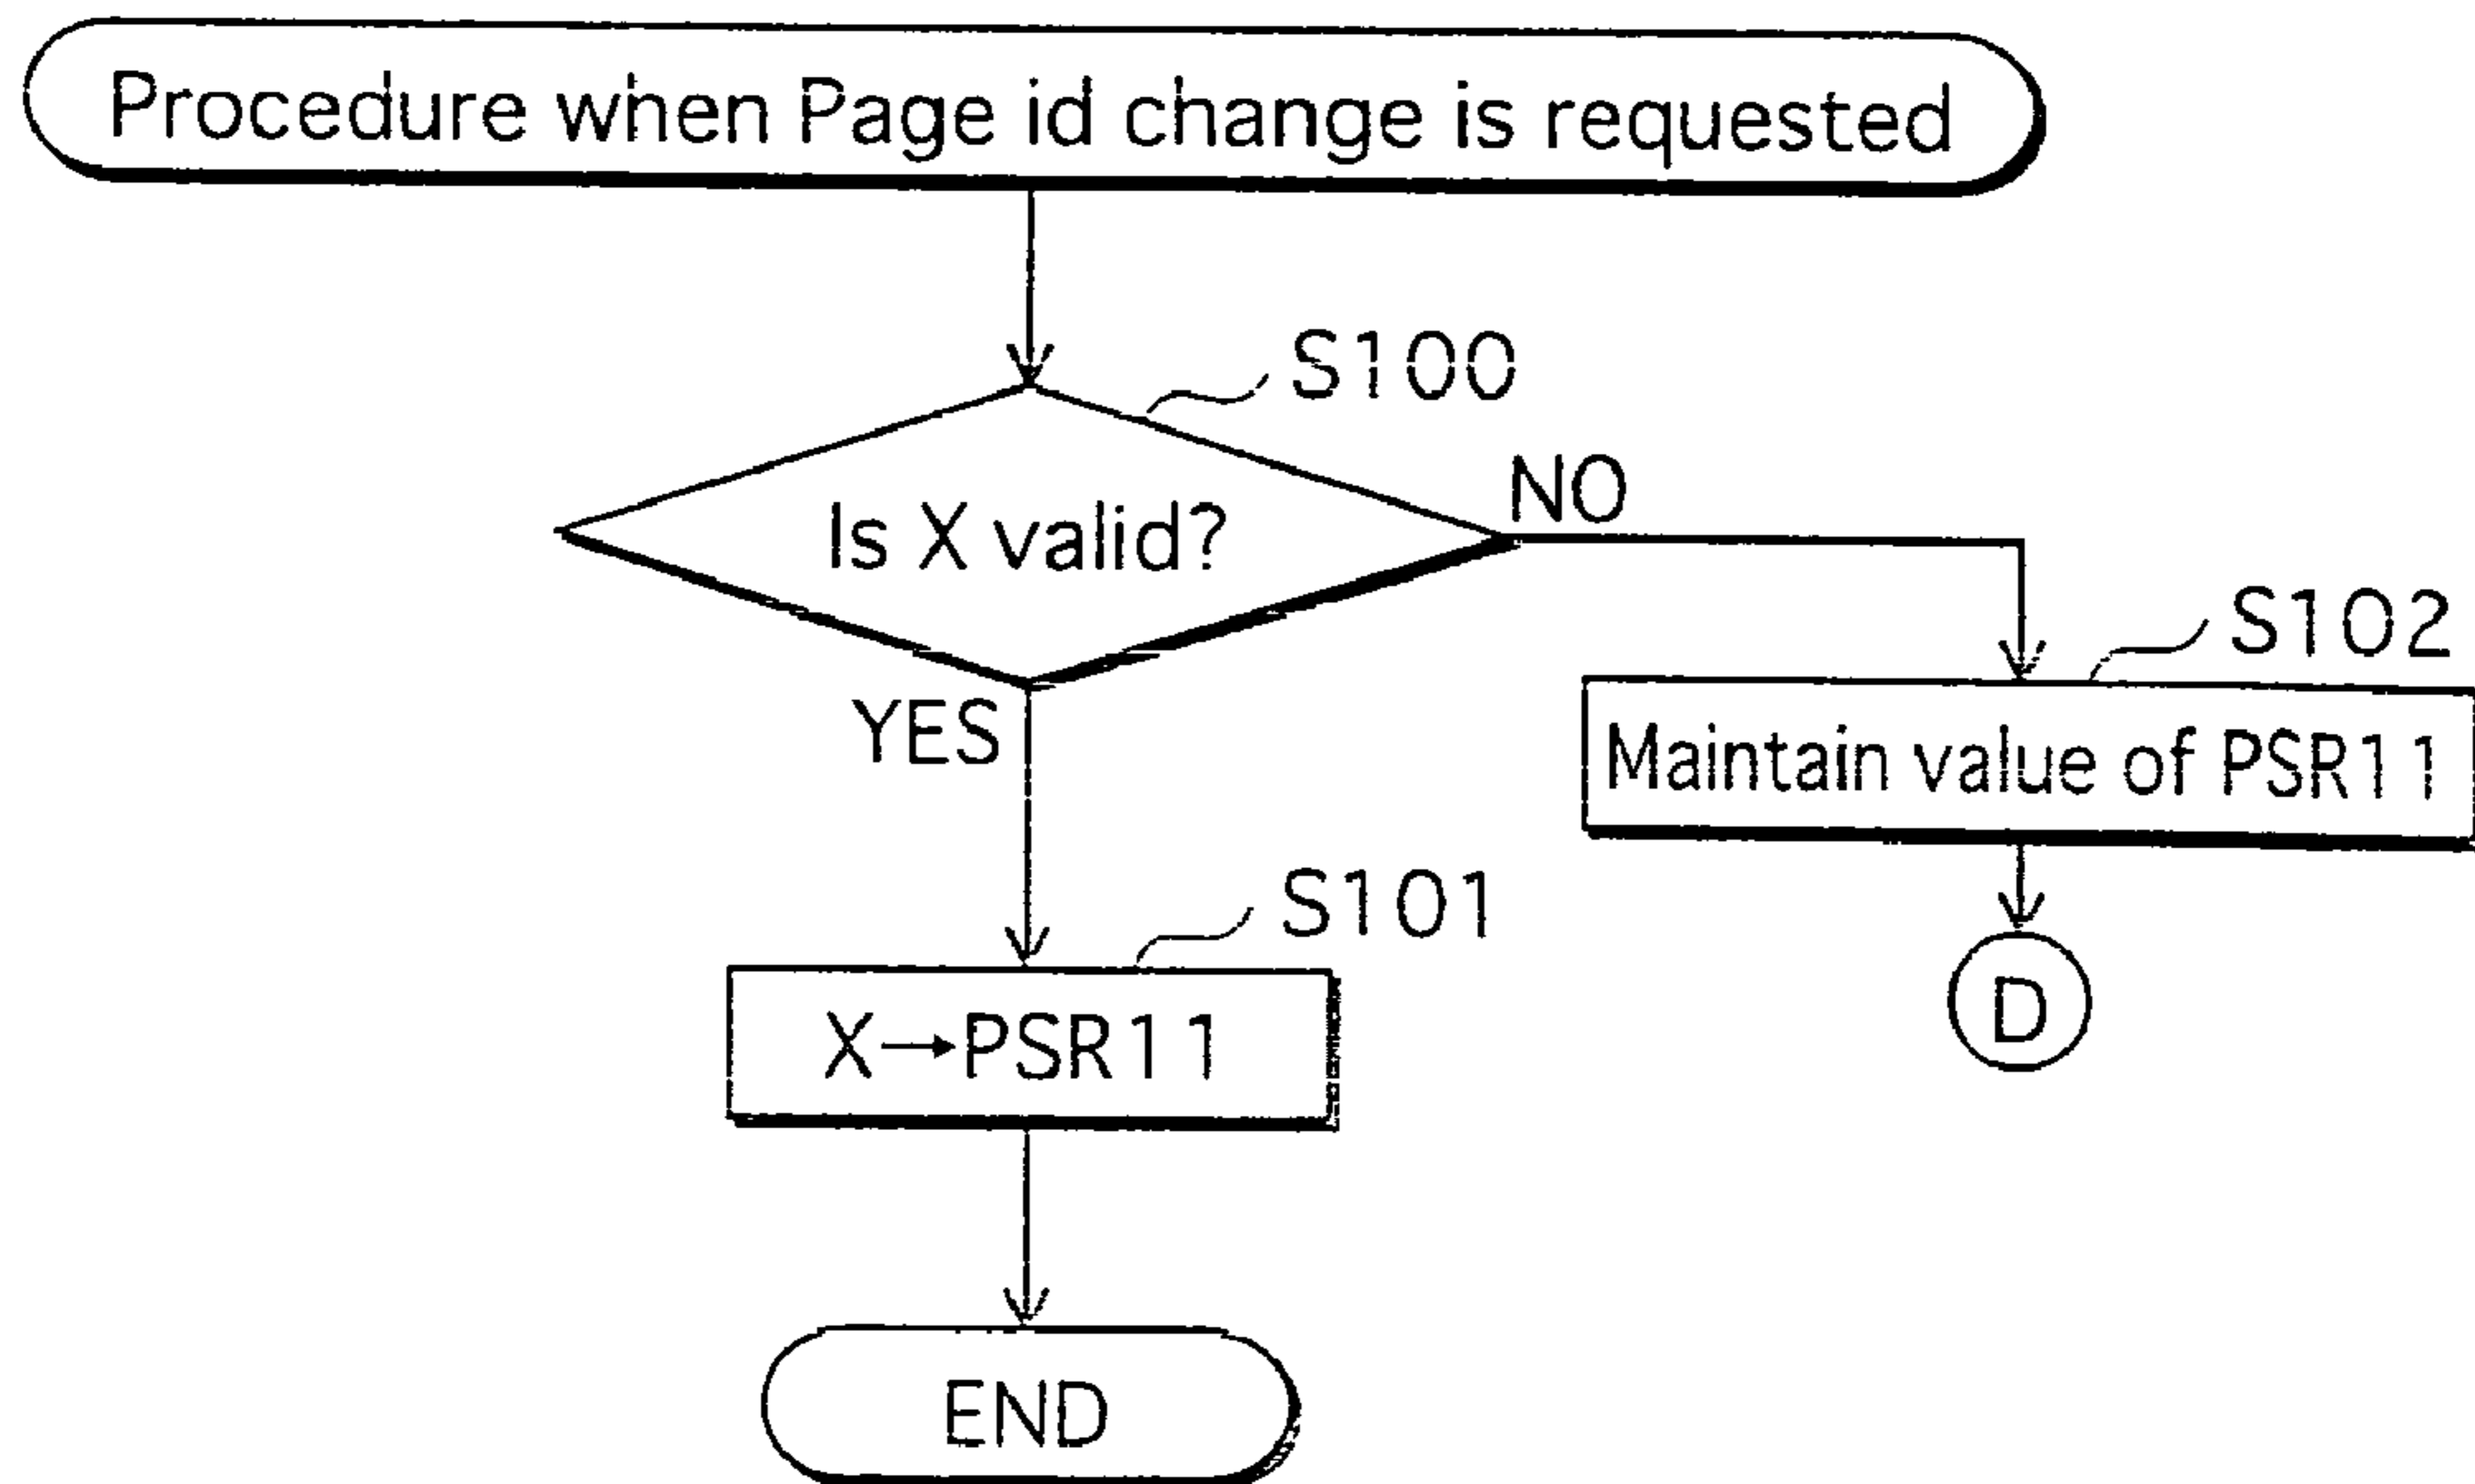 Procedure when Page id change is requested
S100
Is X valid?
NO
YES
S102
Maintain value of PSR11
D
S101
X→PSR11
END